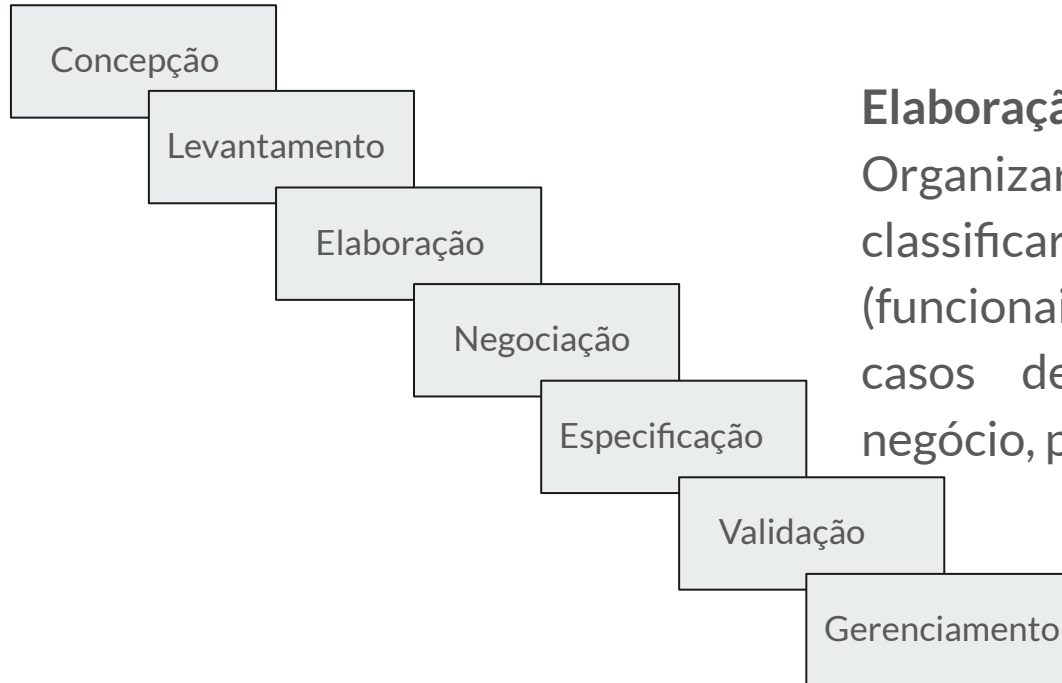 Concepção
Levantamento
Elaboração
Negociação
Especificação
Validação
Gerenciamento
Organizar
classificar
casos de
negócio,